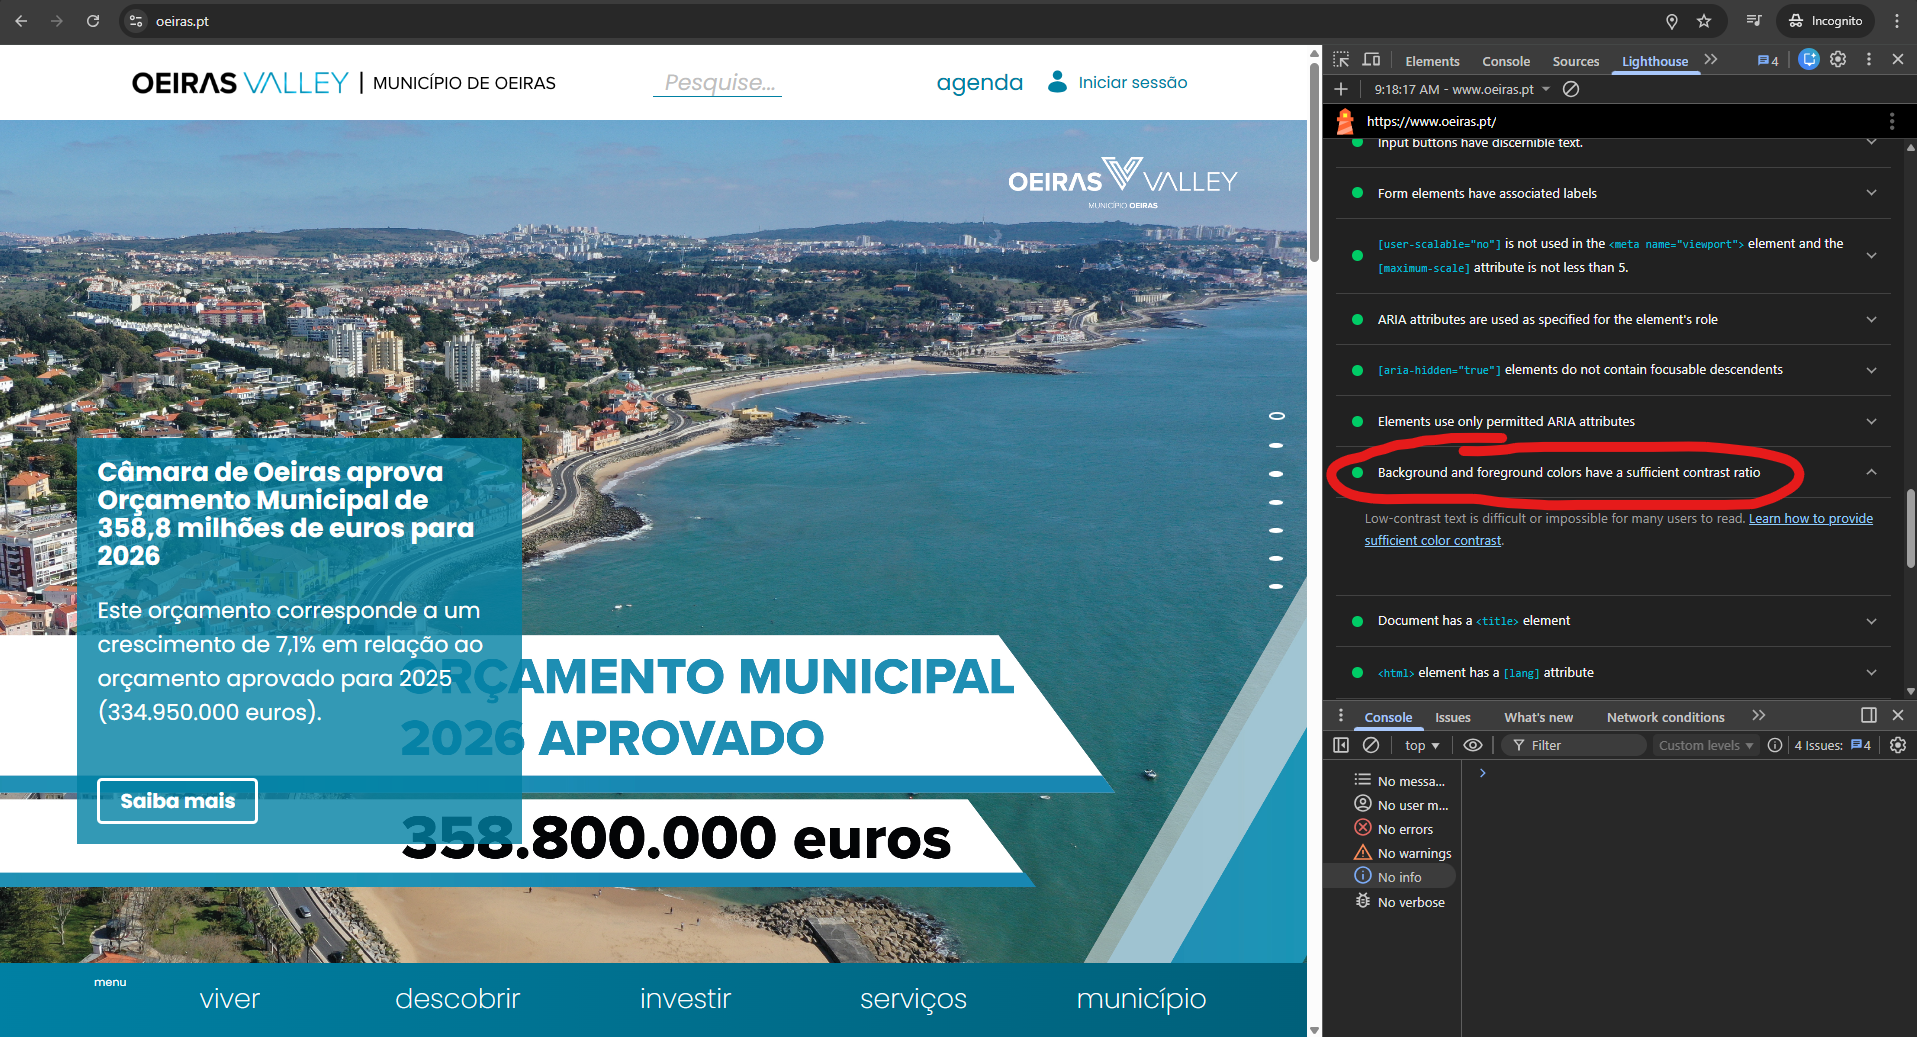 oeiras.pt
Incognito
OEIRAS VALLEY | MUNICÍPIO DE OEIRAS
Pesquise...
agenda
Iniciar sessão
OEIRAS VALLEY
MUNICÍPIO OEIRAS
Câmara de Oeiras aprova
Orçamento Municipal de
358,8 milhões de euros para
2026
Este orçamento corresponde a um
crescimento de 7,1% em relação ao
orçamento aprovado para 2025
(334.950.000 euros).
Saiba mais
ORÇAMENTO MUNICIPAL
2026 APROVADO
358.800.000 euros
menu
viver
descobrir
investir
serviços
município
Elements
Console
Sources
Lighthouse
4
9:18:17 AM - www.oeiras.pt
https://www.oeiras.pt/
Input buttons have discernible text.
Form elements have associated labels
[user-scalable="no"] is not used in the <meta name="viewport"> element and the
[maximum-scale] attribute is not less than 5.
ARIA attributes are used as specified for the element's role
[aria-hidden="true"] elements do not contain focusable descendents
Elements use only permitted ARIA attributes
Background and foreground colors have a sufficient contrast ratio
Low-contrast text is difficult or impossible for many users to read. Learn how to provide
sufficient color contrast.
Document has a <title> element
<html> element has a [lang] attribute
Console
Issues
What's new
Network conditions
top
Filter
Custom levels
4 Issues:
4
No messa...
No user m...
No errors
No warnings
No info
No verbose